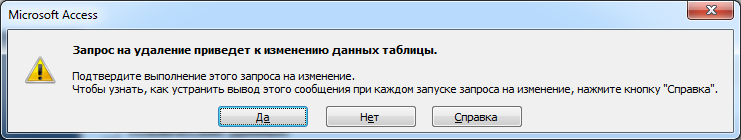 Microsoft Access
Запрос на удаление приведет к изменению данных таблицы.
Подтвердите выполнение этого запроса на изменение.
Чтобы узнать, как устранить вывод этого сообщения при каждом запуске запроса на изменение, нажмите кнопку "Справка".
Да Нет Справка